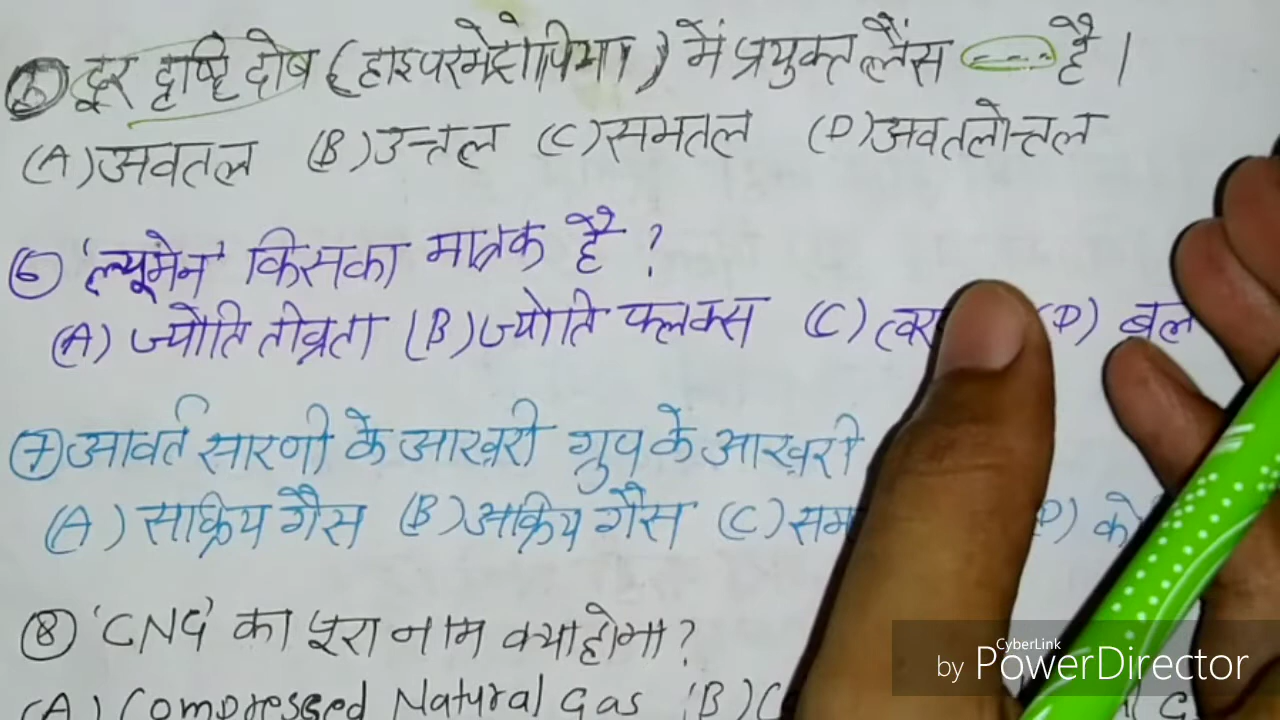 5 दूर दृष्टि दोष (हाइपरमेट्रोपिया) में प्रयुक्त लैंस ---- है।
(A) अवतल (B) उत्तल (C) समतल (D) अवतलोत्तल
6 'ल्यूमेन' किसका मात्रक है ?
(A) ज्योति तीव्रता (B) ज्योति फ्लक्स (C) (D) बल
7 आवर्त सारणी के आखरी ग्रुप के आखरी
(A) सक्रिय गैस (B) अक्रिय गैस (C) सम (D) को
8 'CNG' का पूरा नाम क्या होगा ?
(A) Compressed Natural Gas (B) C
CyberLink
by PowerDirector